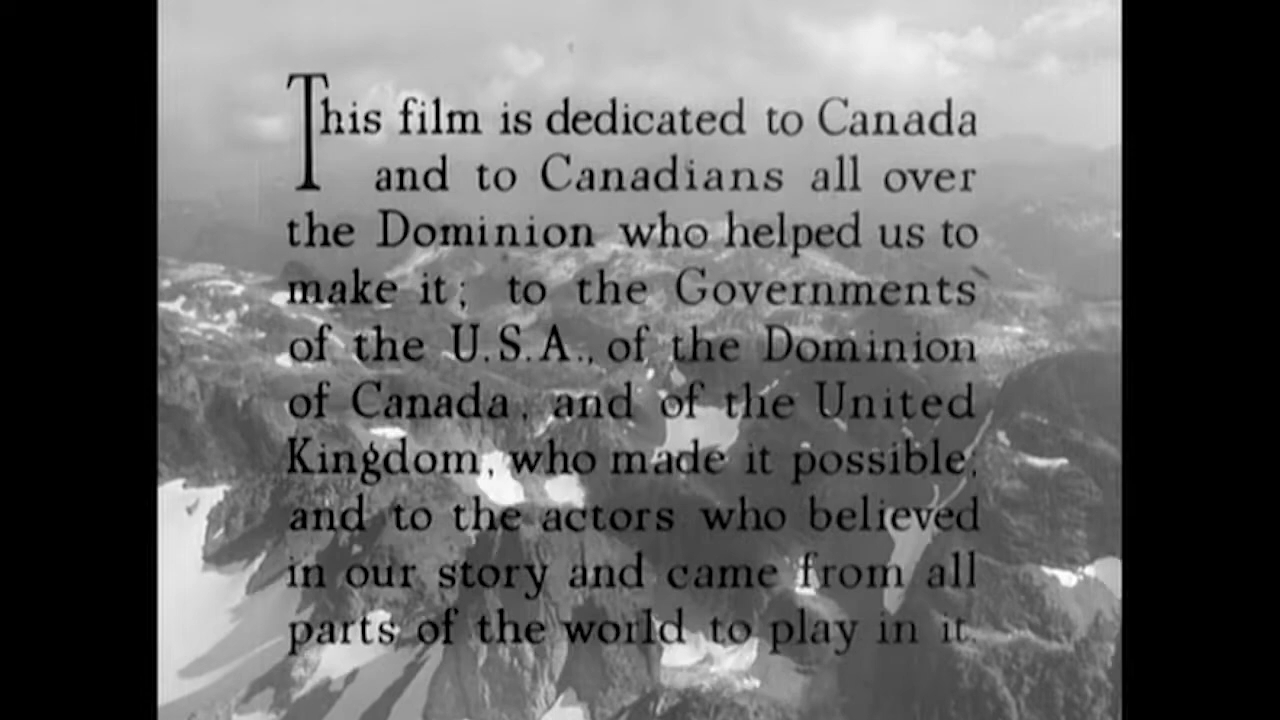 This film is dedicated to Canada
and to Canadians all over
the Dominion who helped us to
make it; to the Governments
of the U.S.A., of the Dominion
of Canada, and of the United
Kingdom, who made it possible,
and to the actors who believed
in our story and came from all
parts of the world to play in it.